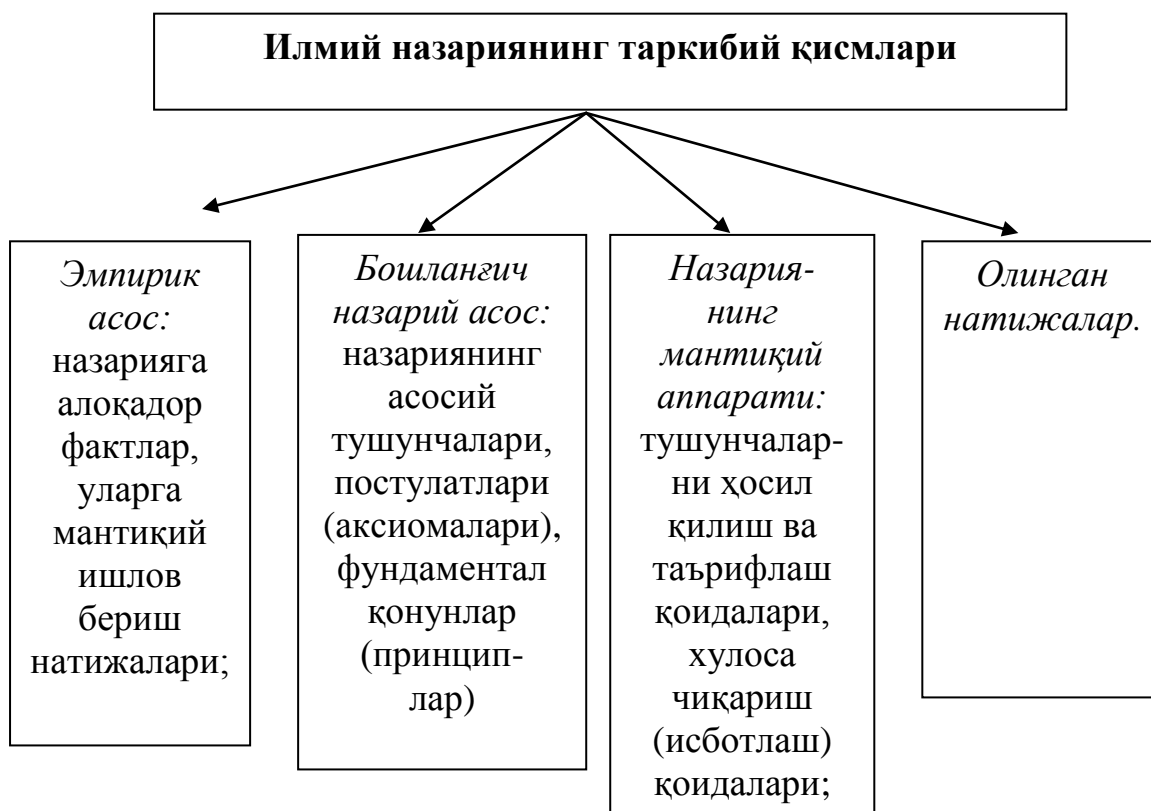 Илмий назариянинг таркибий қисмлари
Эмпирик
асос:
назарияга
алоқадор
фактлар,
уларга
мантиқий
ишлов
бериш
натижалари;
Бошланғич
назарий асос:
назариянинг
асосий
тушунчалари,
постулатлари
(аксиомалари),
фундаментал
қонунлар
(принцип-
лар)
Назария-
нинг
мантиқий
аппарати:
тушунчалар-
ни ҳосил
қилиш ва
таърифлаш
қоидалари,
хулоса
чиқариш
(исботлаш)
қоидалари;
Олинган
натижалар.